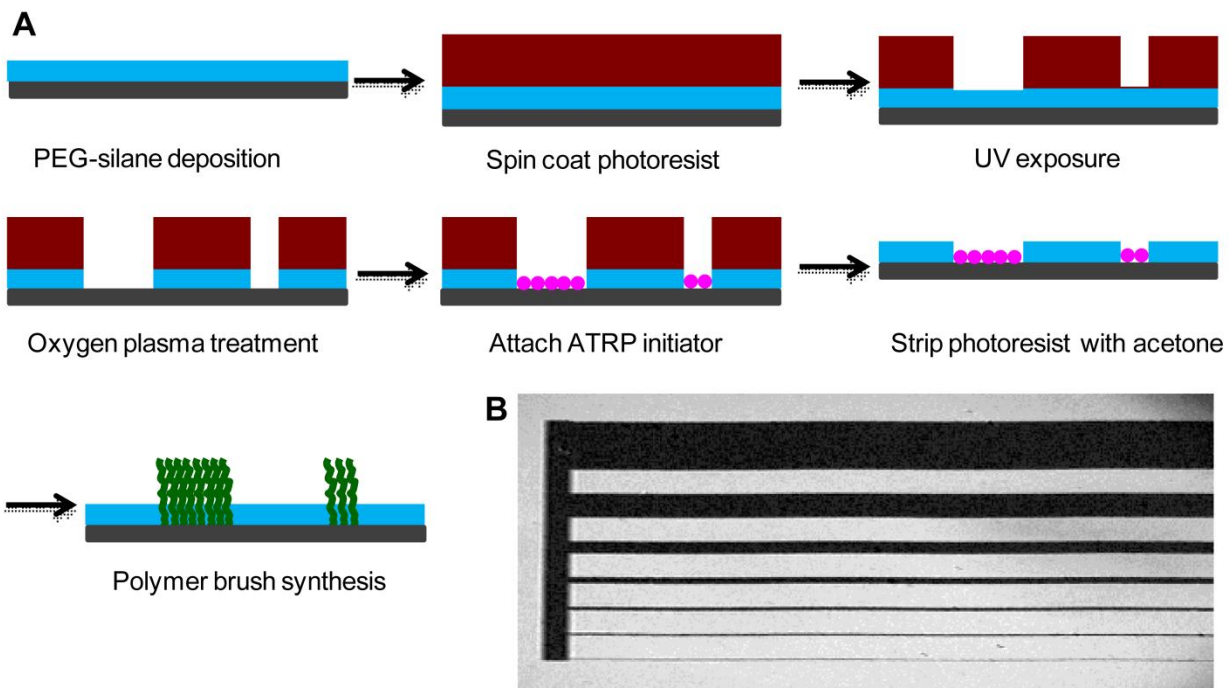 A
PEG-silane deposition
Spin coat photoresist
UV exposure
Oxygen plasma treatment
Attach ATRP initiator
Strip photoresist with acetone
B
Polymer brush synthesis